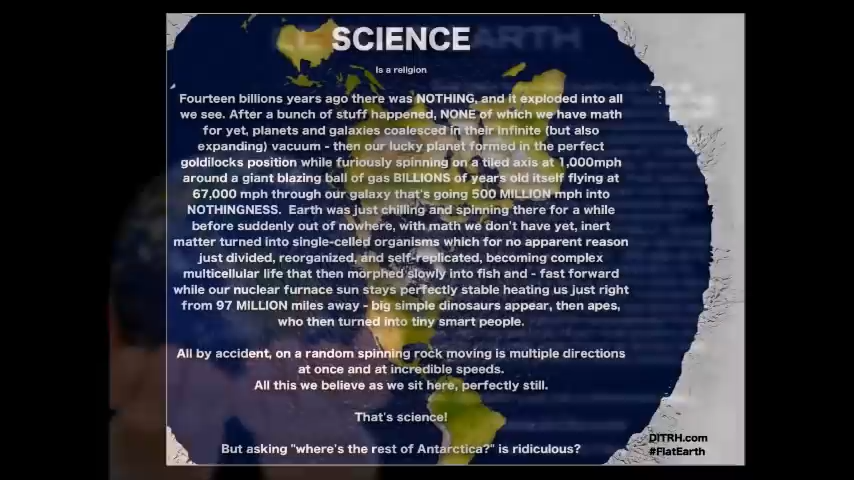 SCIENCE
Is a religion
Fourteen billions years ago there was NOTHING, and it exploded into all
we see. After a bunch of stuff happened, NONE of which we have math
for yet, planets and galaxies coalesced in their infinite (but also
expanding) vacuum - then our lucky planet formed in the perfect
goldilocks position while furiously spinning on a tiled axis at 1,000mph
around a giant blazing ball of gas BILLIONS of years old itself flying at
67,000 mph through our galaxy that's going 500 MILLION mph into
NOTHINGNESS. Earth was just chilling and spinning there for a while
before suddenly out of nowhere, with math we don't have yet, inert
matter turned into single-celled organisms which for no apparent reason
just divided, reorganized, and self-replicated, becoming complex
multicellular life that then morphed slowly into fish and - fast forward
while our nuclear furnace sun stays perfectly stable heating us just right
from 97 MILLION miles away - big simple dinosaurs appear, then apes,
who then turned into tiny smart people.
All by accident, on a random spinning rock moving is multiple directions
at once and at incredible speeds.
All this we believe as we sit here, perfectly still.
That's science!
But asking "where's the rest of Antarctica?" is ridiculous?
DITRH.com
#FlatEarth